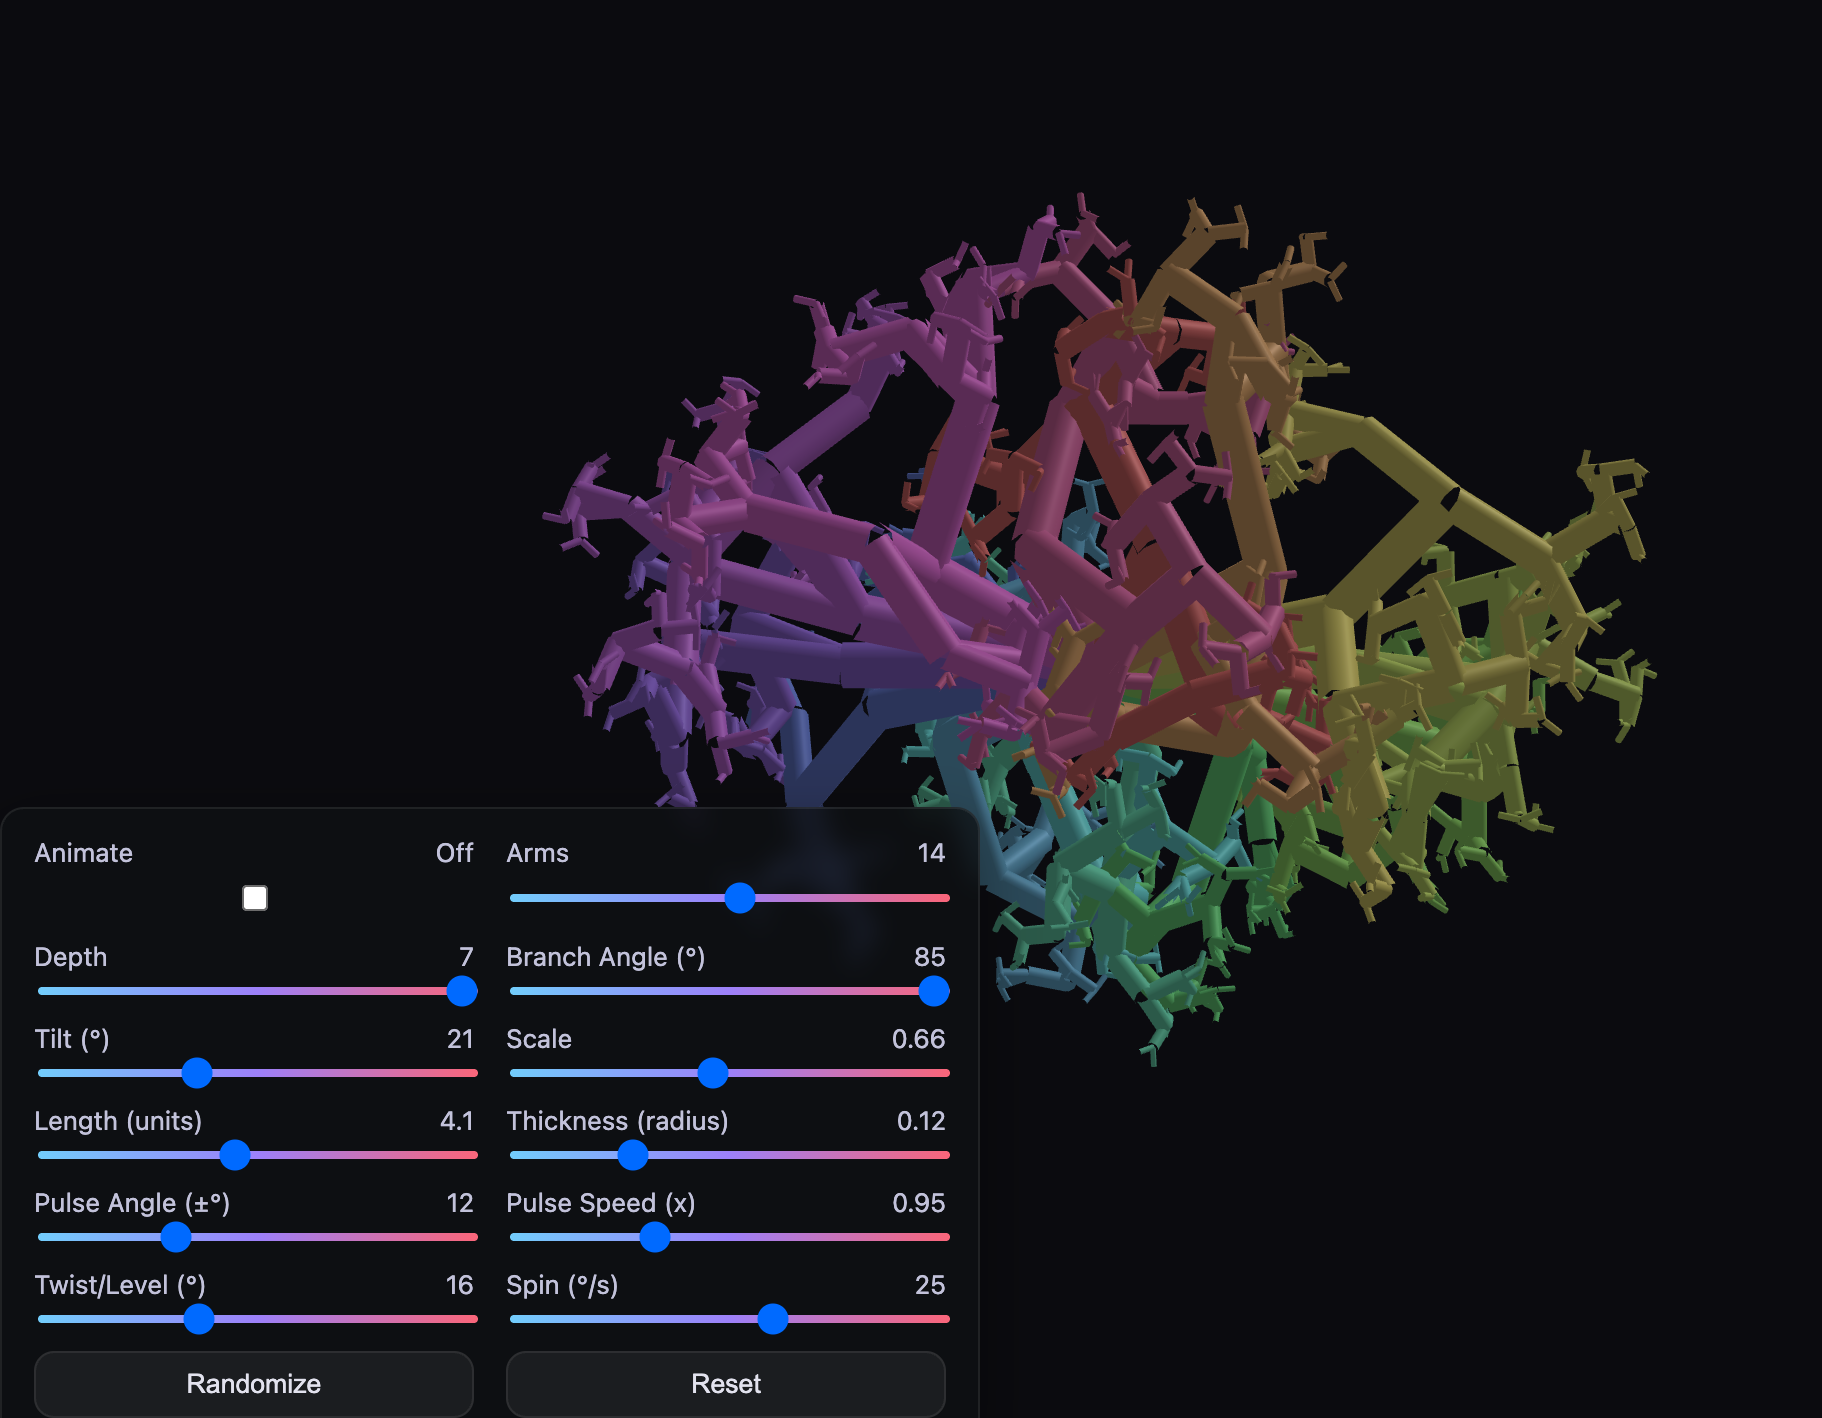 Animate Off Arms 14
Depth 7 Branch Angle (°) 85
Tilt (°) 21 Scale 0.66
Length (units) 4.1 Thickness (radius) 0.12
Pulse Angle (±°) 12 Pulse Speed (x) 0.95
Twist/Level (°) 16 Spin (°/s) 25
Randomize Reset